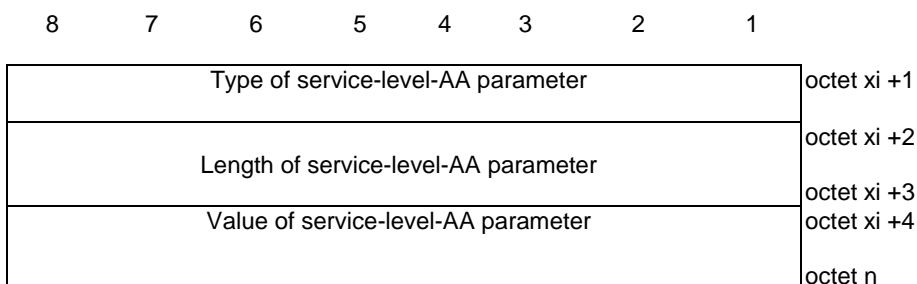 8 7 6 5 4 3 2 1
Type of service-level-AA parameter octet xi +1
octet xi +2
Length of service-level-AA parameter
octet xi +3
Value of service-level-AA parameter octet xi +4
octet n